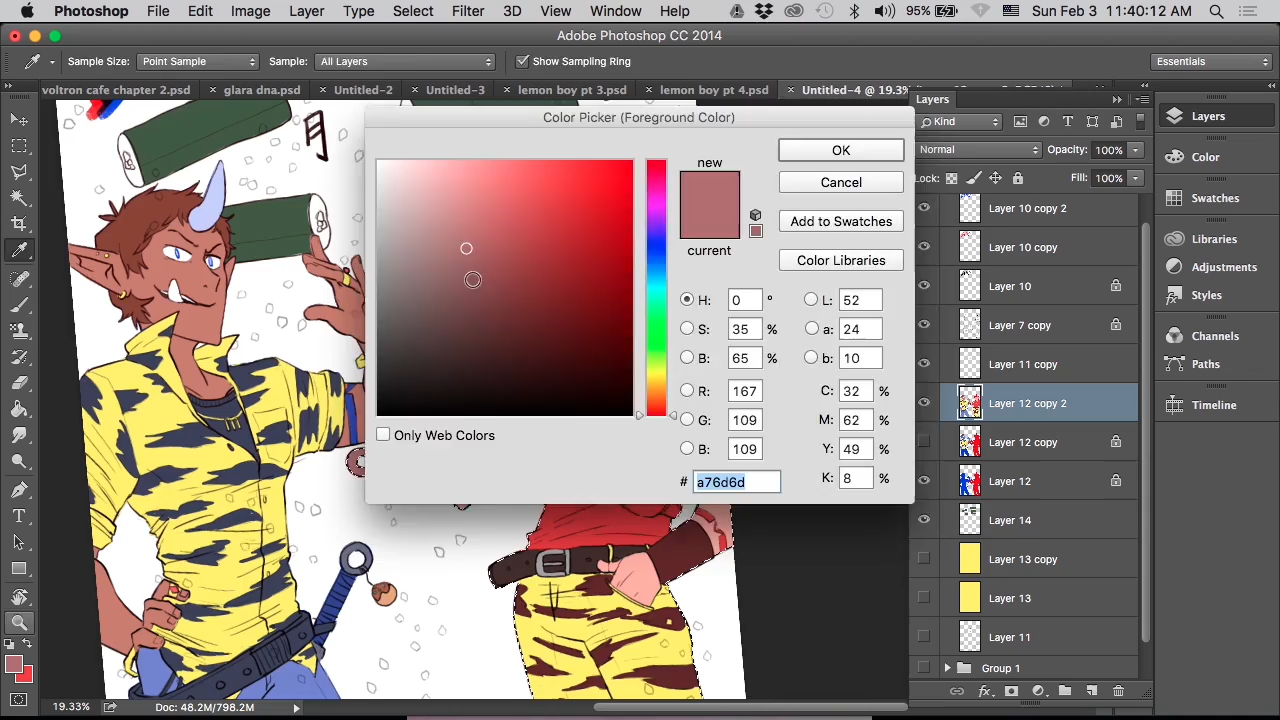 Photoshop File Edit Image Layer Type Select Filter 3D View Window Help 95% Sun Feb 3 11:40:12 AM
Adobe Photoshop CC 2014
Sample Size: Point Sample Sample: All Layers Show Sampling Ring Essentials
voltron cafe chapter 2.psd × glara dna.psd × Untitled-2 × Untitled-3 × lemon boy pt 3.psd × lemon boy pt 4.psd × Untitled-4 @ 19.3%
Layers
Kind
Normal Opacity: 100%
Lock: Fill: 100%
Layer 10 copy 2
Layer 10 copy
Layer 10
Layer 7 copy
Layer 11 copy
Layer 12 copy 2
Layer 12 copy
Layer 12
Layer 14
Layer 13 copy
Layer 13
Layer 11
Group 1
fx
Layers
Color
Swatches
Libraries
Adjustments
Styles
Channels
Paths
Timeline
Color Picker (Foreground Color)
new
current
OK
Cancel
Add to Swatches
Color Libraries
H: 0 °
S: 35 %
B: 65 %
R: 167
G: 109
B: 109
# a76d6d
L: 52
a: 24
b: 10
C: 32 %
M: 62 %
Y: 49 %
K: 8 %
Only Web Colors
月
19.33% Doc: 48.2M/798.2M